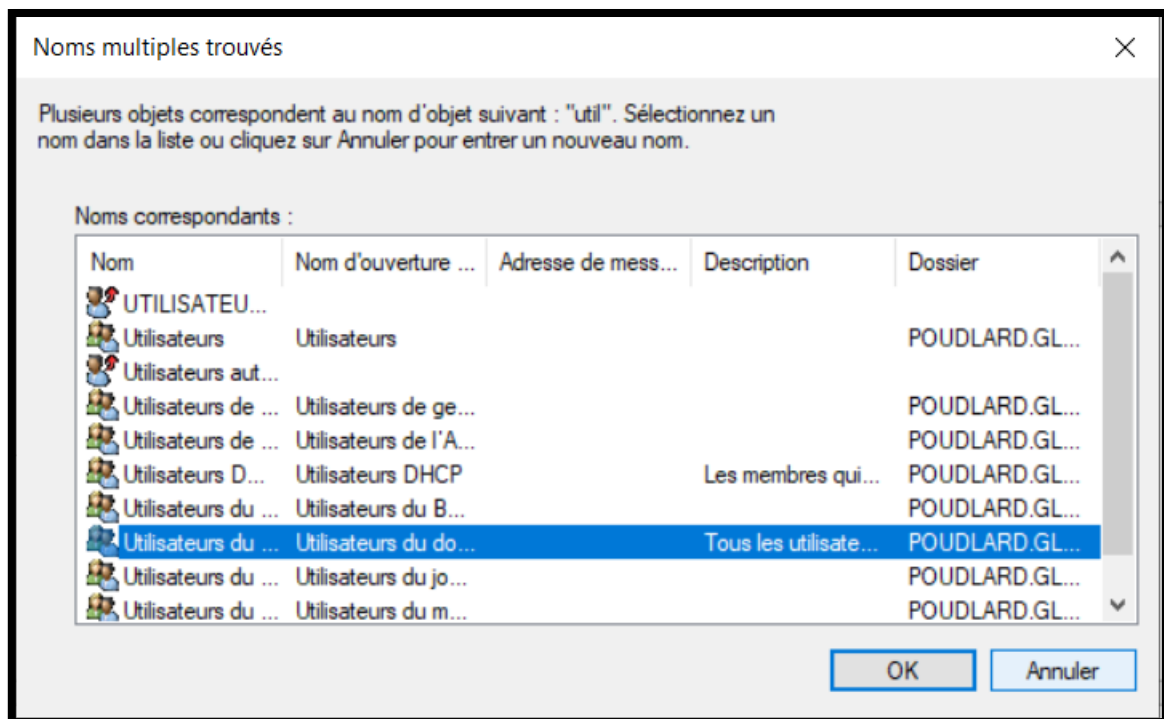 Noms multiples trouvés
Plusieurs objets correspondent au nom d'objet suivant : "util". Sélectionnez un
nom dans la liste ou cliquez sur Annuler pour entrer un nouveau nom.
Noms correspondants :
Nom Nom d'ouverture ... Adresse de mess... Description Dossier
UTILISATEU...
Utilisateurs Utilisateurs POUDLARD.GL...
Utilisateurs aut...
Utilisateurs de ... Utilisateurs de ge... POUDLARD.GL...
Utilisateurs de ... Utilisateurs de l'A... POUDLARD.GL...
Utilisateurs D... Utilisateurs DHCP Les membres qui... POUDLARD.GL...
Utilisateurs du ... Utilisateurs du B... POUDLARD.GL...
Utilisateurs du ... Utilisateurs du do... Tous les utilisate... POUDLARD.GL...
Utilisateurs du ... Utilisateurs du jo... POUDLARD.GL...
Utilisateurs du ... Utilisateurs du m... POUDLARD.GL...
OK Annuler